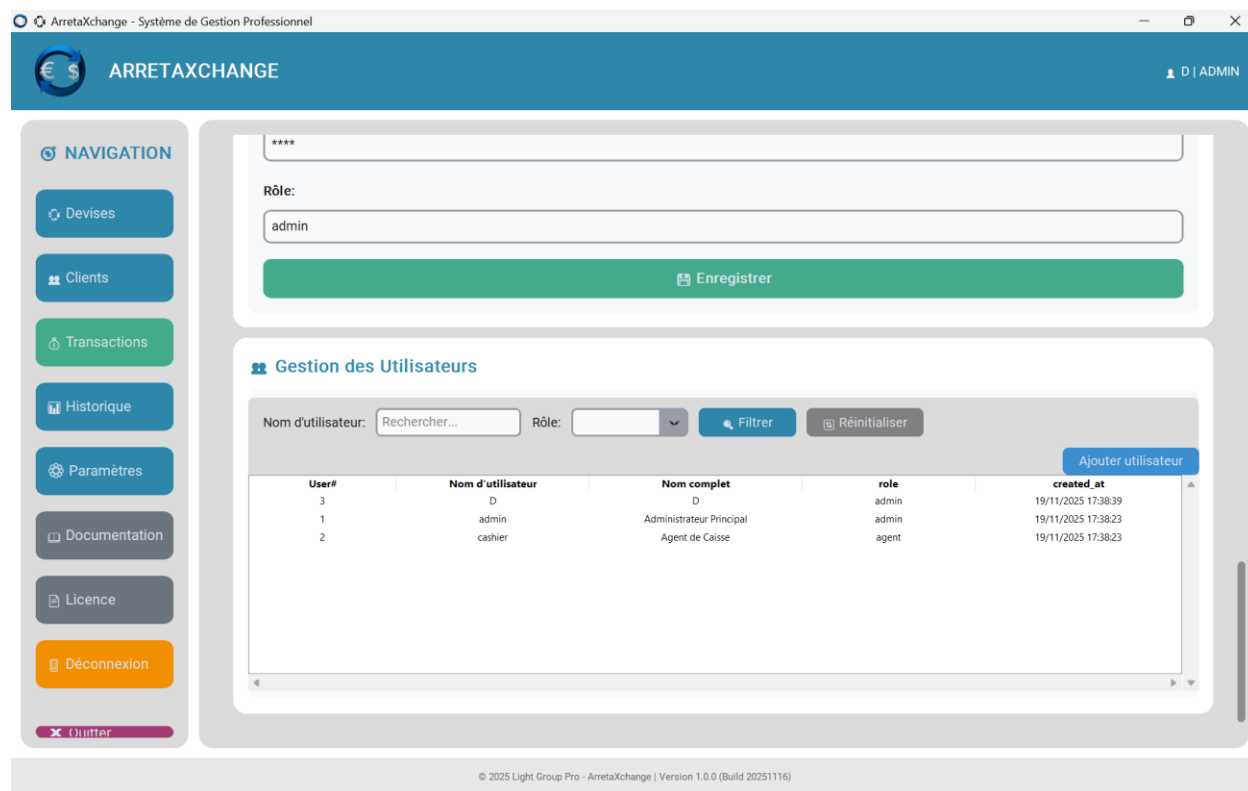 ArretaXchange - Système de Gestion Professionnel
€ $
ARRETAXCHANGE
D | ADMIN
NAVIGATION
Devises
Clients
Transactions
Historique
Paramètres
Documentation
Licence
Déconnexion
Quitter
****
Rôle:
admin
Enregistrer
Gestion des Utilisateurs
Nom d'utilisateur: Rechercher... Rôle: Filtrer Réinitialiser
Ajouter utilisateur
User# Nom d'utilisateur Nom complet role created_at
3 D D admin 19/11/2025 17:38:39
1 admin Administrateur Principal admin 19/11/2025 17:38:23
2 cashier Agent de Caisse agent 19/11/2025 17:38:23
© 2025 Light Group Pro - ArretaXchange | Version 1.0.0 (Build 20251116)